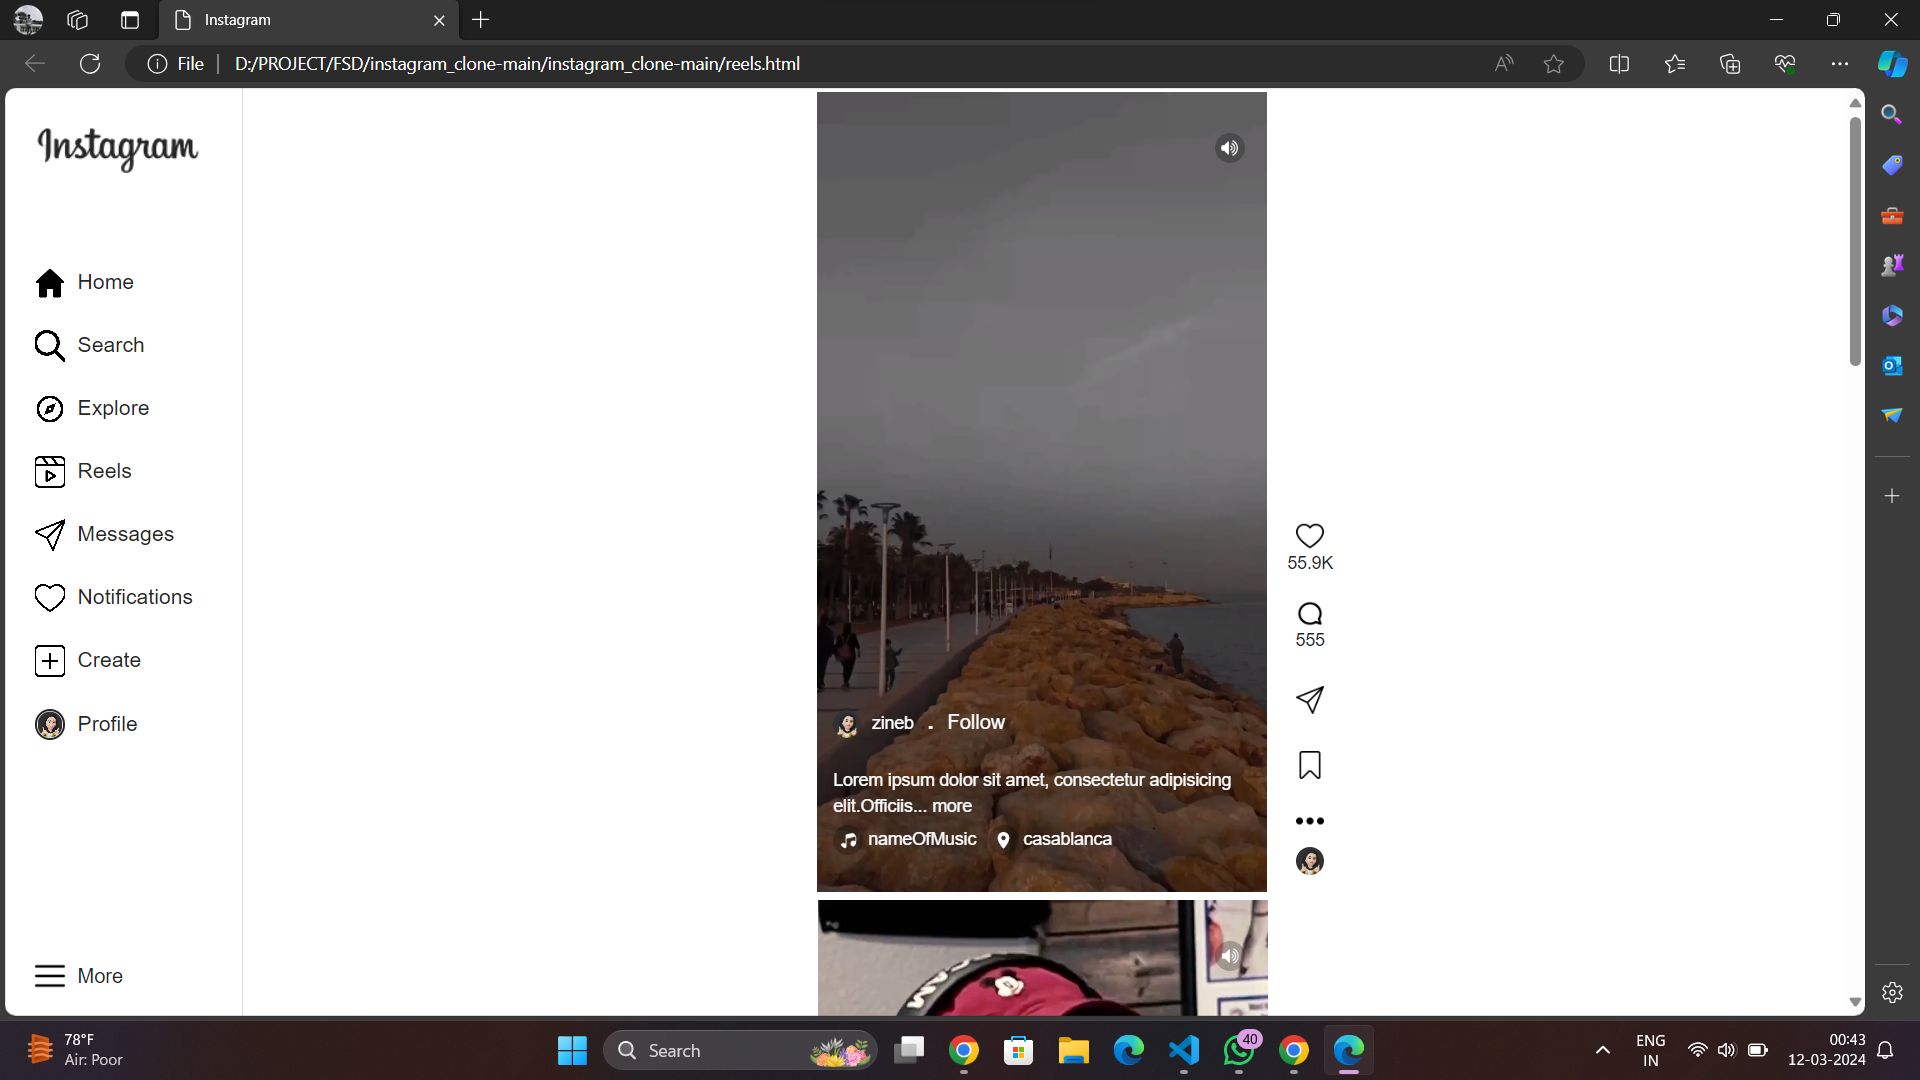 Instagram
File
D:/PROJECT/FSD/instagram_clone-main/instagram_clone-main/reels.html
Instagram
Home
Search
Explore
Reels
Messages
Notifications
Create
Profile
More
zineb . Follow
Lorem ipsum dolor sit amet, consectetur adipisicing
elit.Officiis... more
nameOfMusic casablanca
55.9K
555
78°F
Air: Poor
Search
40
ENG
IN
00:43
12-03-2024